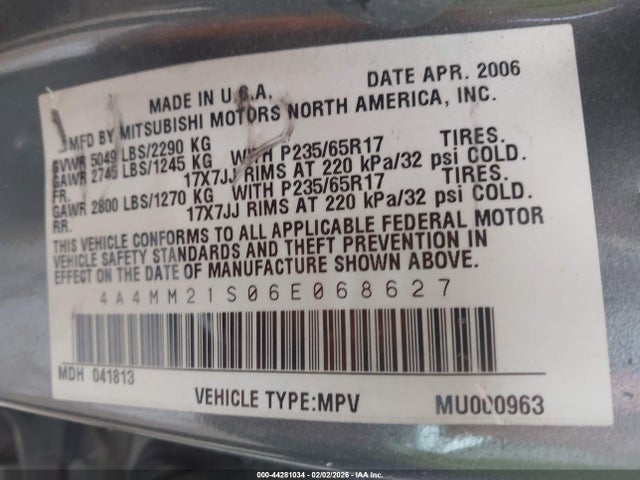 MADE IN U.S.A. DATE APR. 2006
MFD BY MITSUBISHI MOTORS NORTH AMERICA, INC.
GVWR 5049 LBS/2290 KG
GAWR 2745 LBS/1245 KG WITH P235/65R17 TIRES.
FR. 17X7JJ RIMS AT 220 kPa/32 psi COLD.
GAWR 2800 LBS/1270 KG WITH P235/65R17 TIRES.
RR. 17X7JJ RIMS AT 220 kPa/32 psi COLD.
THIS VEHICLE CONFORMS TO ALL APPLICABLE FEDERAL MOTOR
VEHICLE SAFETY STANDARDS AND THEFT PREVENTION IN
EFFECT ON THE DATE OF MANUFACTURE SHOWN ABOVE.
4A4MM21S06E068627
MDH 041813
VEHICLE TYPE:MPV MU000963
000-44281034 - 02/02/2026 - IAA Inc.